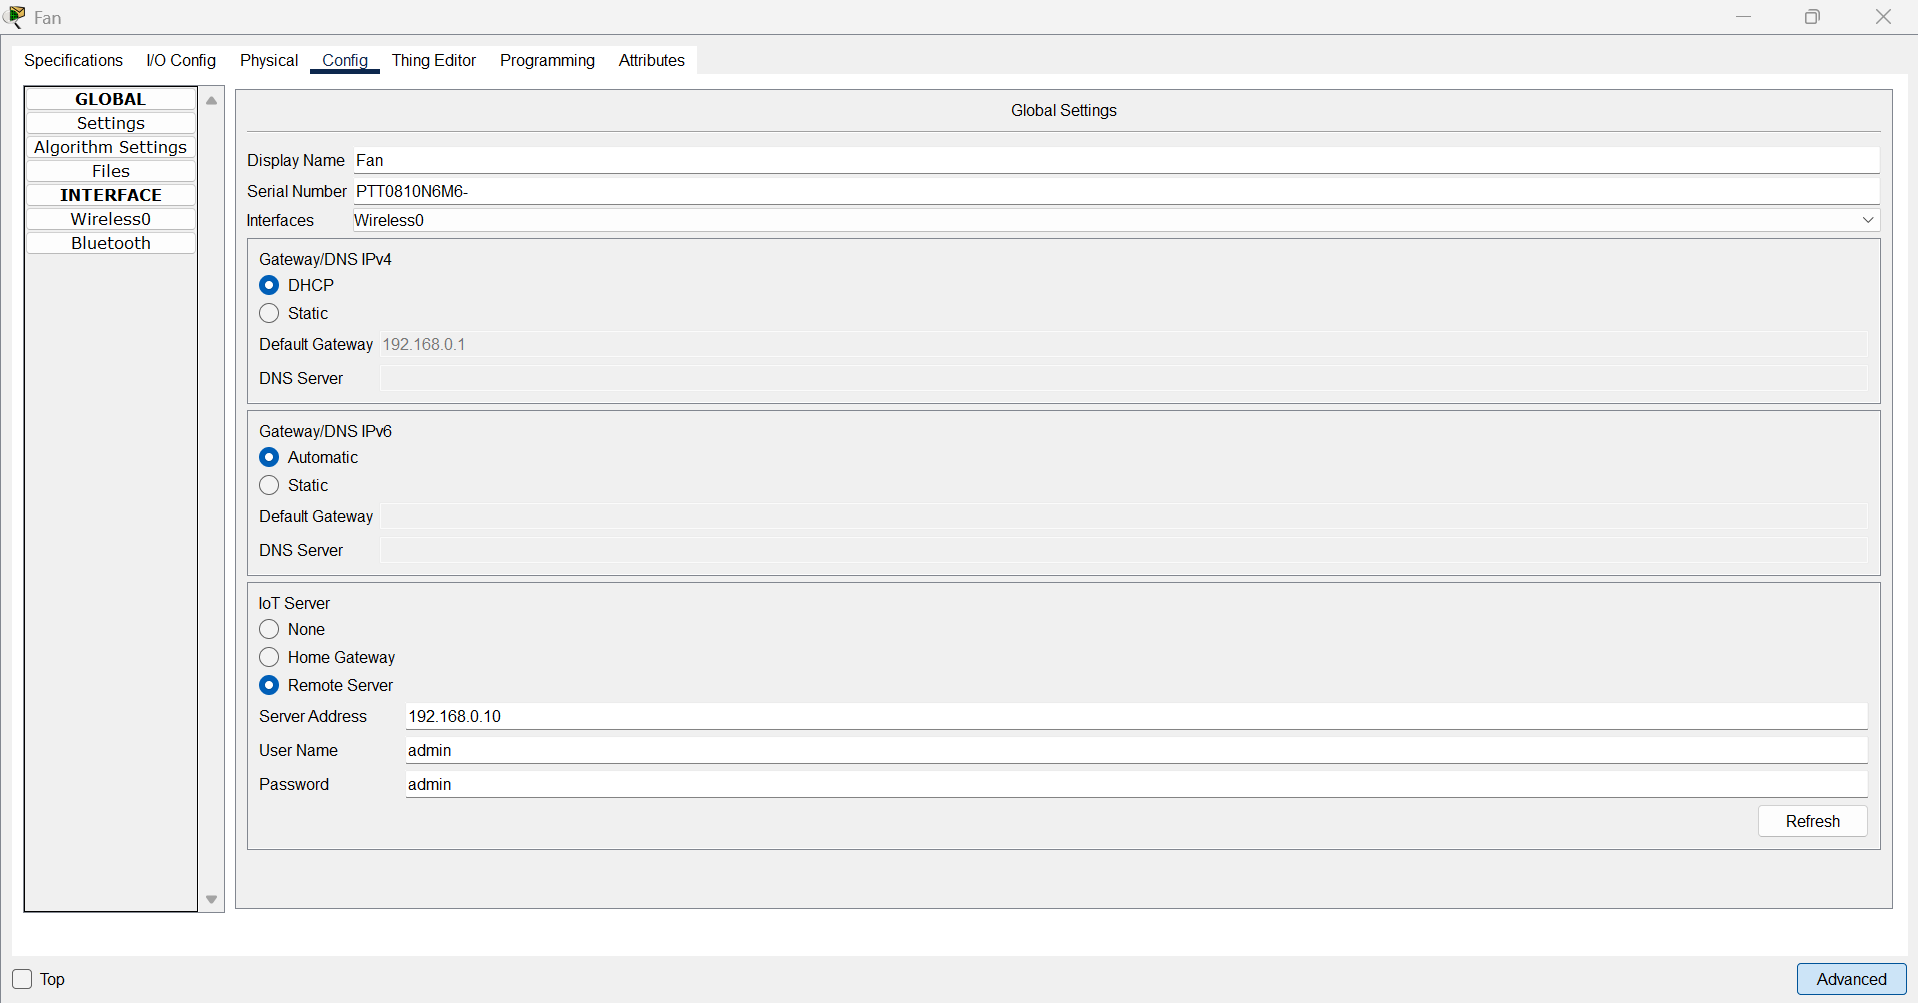 Fan
Specifications I/O Config Physical Config Thing Editor Programming Attributes
GLOBAL
Settings
Algorithm Settings
Files
INTERFACE
Wireless0
Bluetooth
Global Settings
Display Name Fan
Serial Number PTT0810N6M6-
Interfaces Wireless0
Gateway/DNS IPv4
DHCP
Static
Default Gateway 192.168.0.1
DNS Server
Gateway/DNS IPv6
Automatic
Static
Default Gateway
DNS Server
IoT Server
None
Home Gateway
Remote Server
Server Address 192.168.0.10
User Name admin
Password admin
Refresh
Top
Advanced